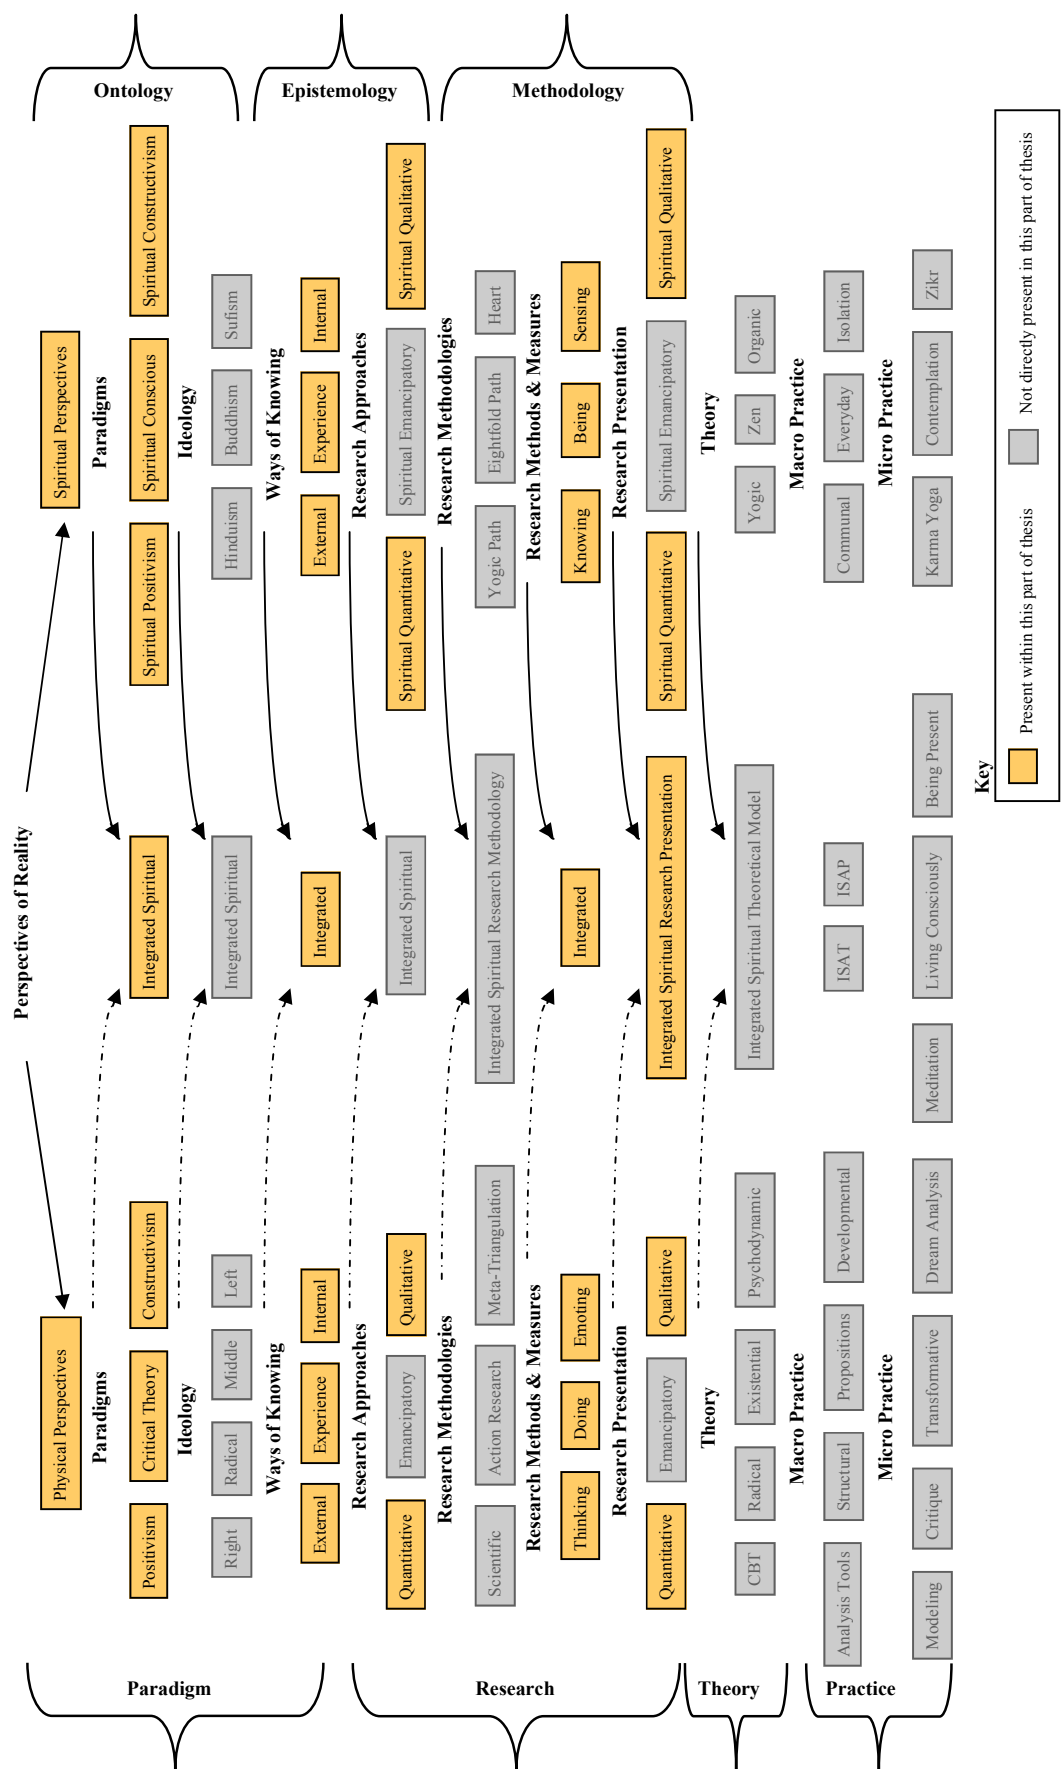 Perspectives of Reality
Physical Perspectives
Spiritual Perspectives
Paradigms
Paradigms
Positivism
Critical Theory
Constructivism
Integrated Spiritual
Spiritual Positivism
Spiritual Conscious
Spiritual Constructivism
Ideology
Ideology
Right
Radical
Middle
Left
Integrated Spiritual
Hinduism
Buddhism
Sufism
Ways of Knowing
Ways of Knowing
External
Experience
Internal
Integrated
External
Experience
Internal
Research Approaches
Research Approaches
Quantitative
Emancipatory
Qualitative
Integrated Spiritual
Spiritual Quantitative
Spiritual Emancipatory
Spiritual Qualitative
Research Methodologies
Research Methodologies
Scientific
Action Research
Meta-Triangulation
Integrated Spiritual Research Methodology
Yogic Path
Eightfold Path
Heart
Research Methods & Measures
Research Methods & Measures
Thinking
Doing
Emoting
Integrated
Knowing
Being
Sensing
Research Presentation
Research Presentation
Quantitative
Emancipatory
Qualitative
Integrated Spiritual Research Presentation
Spiritual Quantitative
Spiritual Emancipatory
Spiritual Qualitative
Theory
Theory
CBT
Radical
Existential
Psychodynamic
Integrated Spiritual Theoretical Model
Yogic
Zen
Organic
Macro Practice
Macro Practice
Analysis Tools
Structural
Propositions
Developmental
ISAT
ISAP
Communal
Everyday
Isolation
Micro Practice
Micro Practice
Modeling
Critique
Transformative
Dream Analysis
Meditation
Living Consciously
Being Present
Karma Yoga
Contemplation
Zikr
Paradigm
Research
Theory
Practice
Ontology
Epistemology
Methodology
Key
Present within this part of thesis
Not directly present in this part of thesis